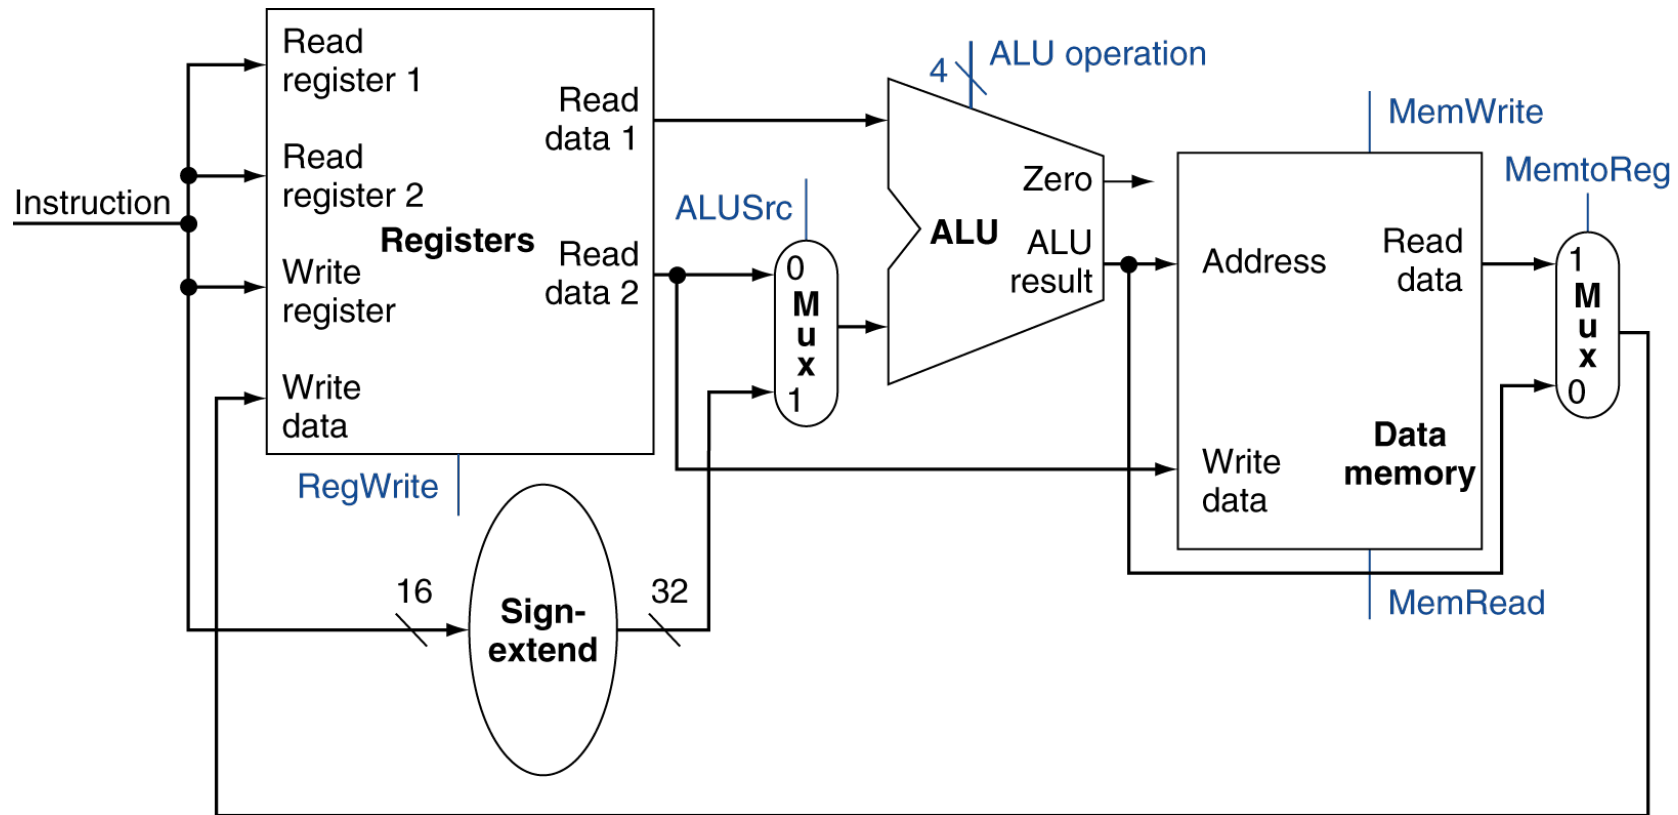 Instruction
Read
register 1
Read
register 2
Registers
Write
register
Write
data
Read
data 1
Read
data 2
RegWrite
16
Sign-
extend
32
ALUSrc
0
M
u
x
1
4
ALU operation
Zero
ALU
ALU
result
MemWrite
Address
Read
data
Write
data
Data
memory
MemRead
MemtoReg
1
M
u
x
0